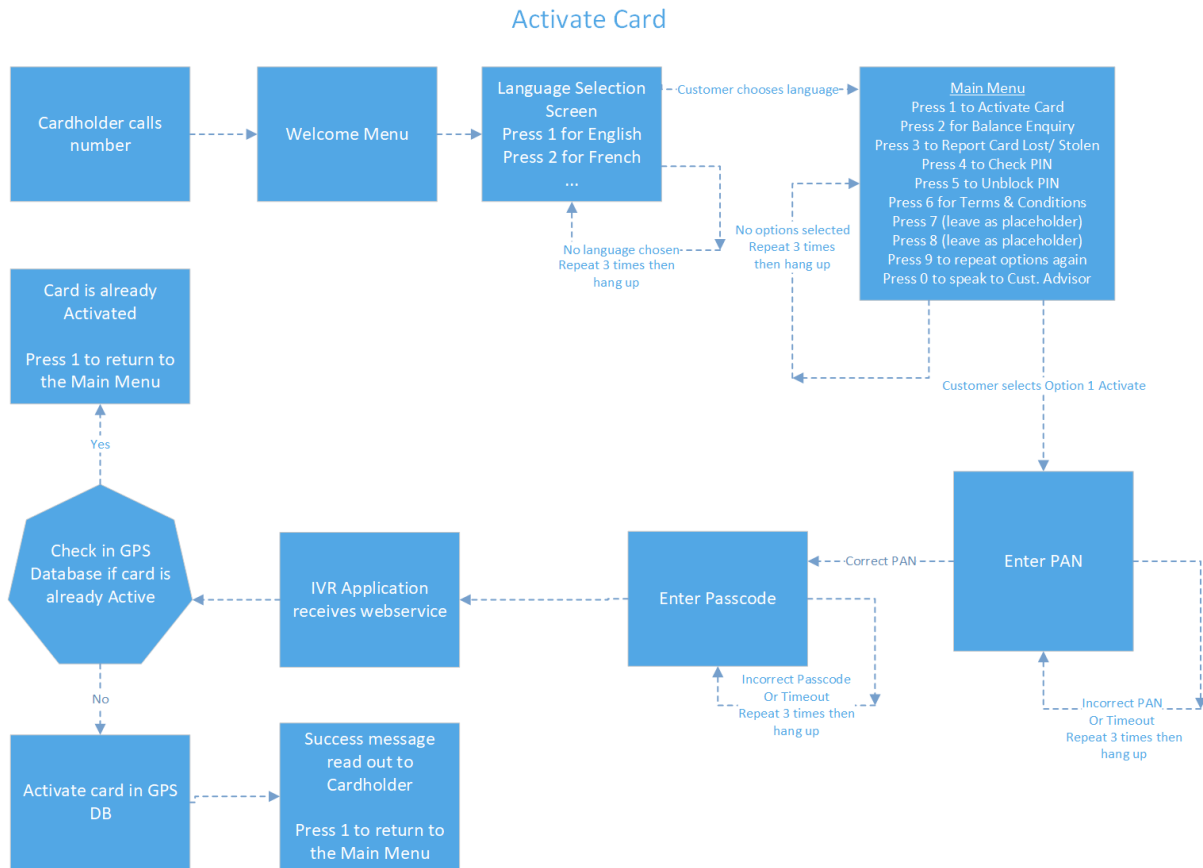 Activate Card
Cardholder calls
number
Welcome Menu
Language Selection
Screen
Press 1 for English
Press 2 for French
...
Customer chooses language
Main Menu
Press 1 to Activate Card
Press 2 for Balance Enquiry
Press 3 to Report Card Lost/ Stolen
Press 4 to Check PIN
Press 5 to Unblock PIN
Press 6 for Terms & Conditions
Press 7 (leave as placeholder)
Press 8 (leave as placeholder)
Press 9 to repeat options again
Press 0 to speak to Cust. Advisor
No language chosen
Repeat 3 times then
hang up
No options selected
Repeat 3 times
then hang up
Customer selects Option 1 Activate
Card is already
Activated
Press 1 to return to
the Main Menu
Yes
Check in GPS
Database if card is
already Active
IVR Application
receives webservice
Enter Passcode
Correct PAN
Enter PAN
Incorrect Passcode
Or Timeout
Repeat 3 times then
hang up
Incorrect PAN
Or Timeout
Repeat 3 times then
hang up
No
Activate card in GPS
DB
Success message
read out to
Cardholder
Press 1 to return to
the Main Menu